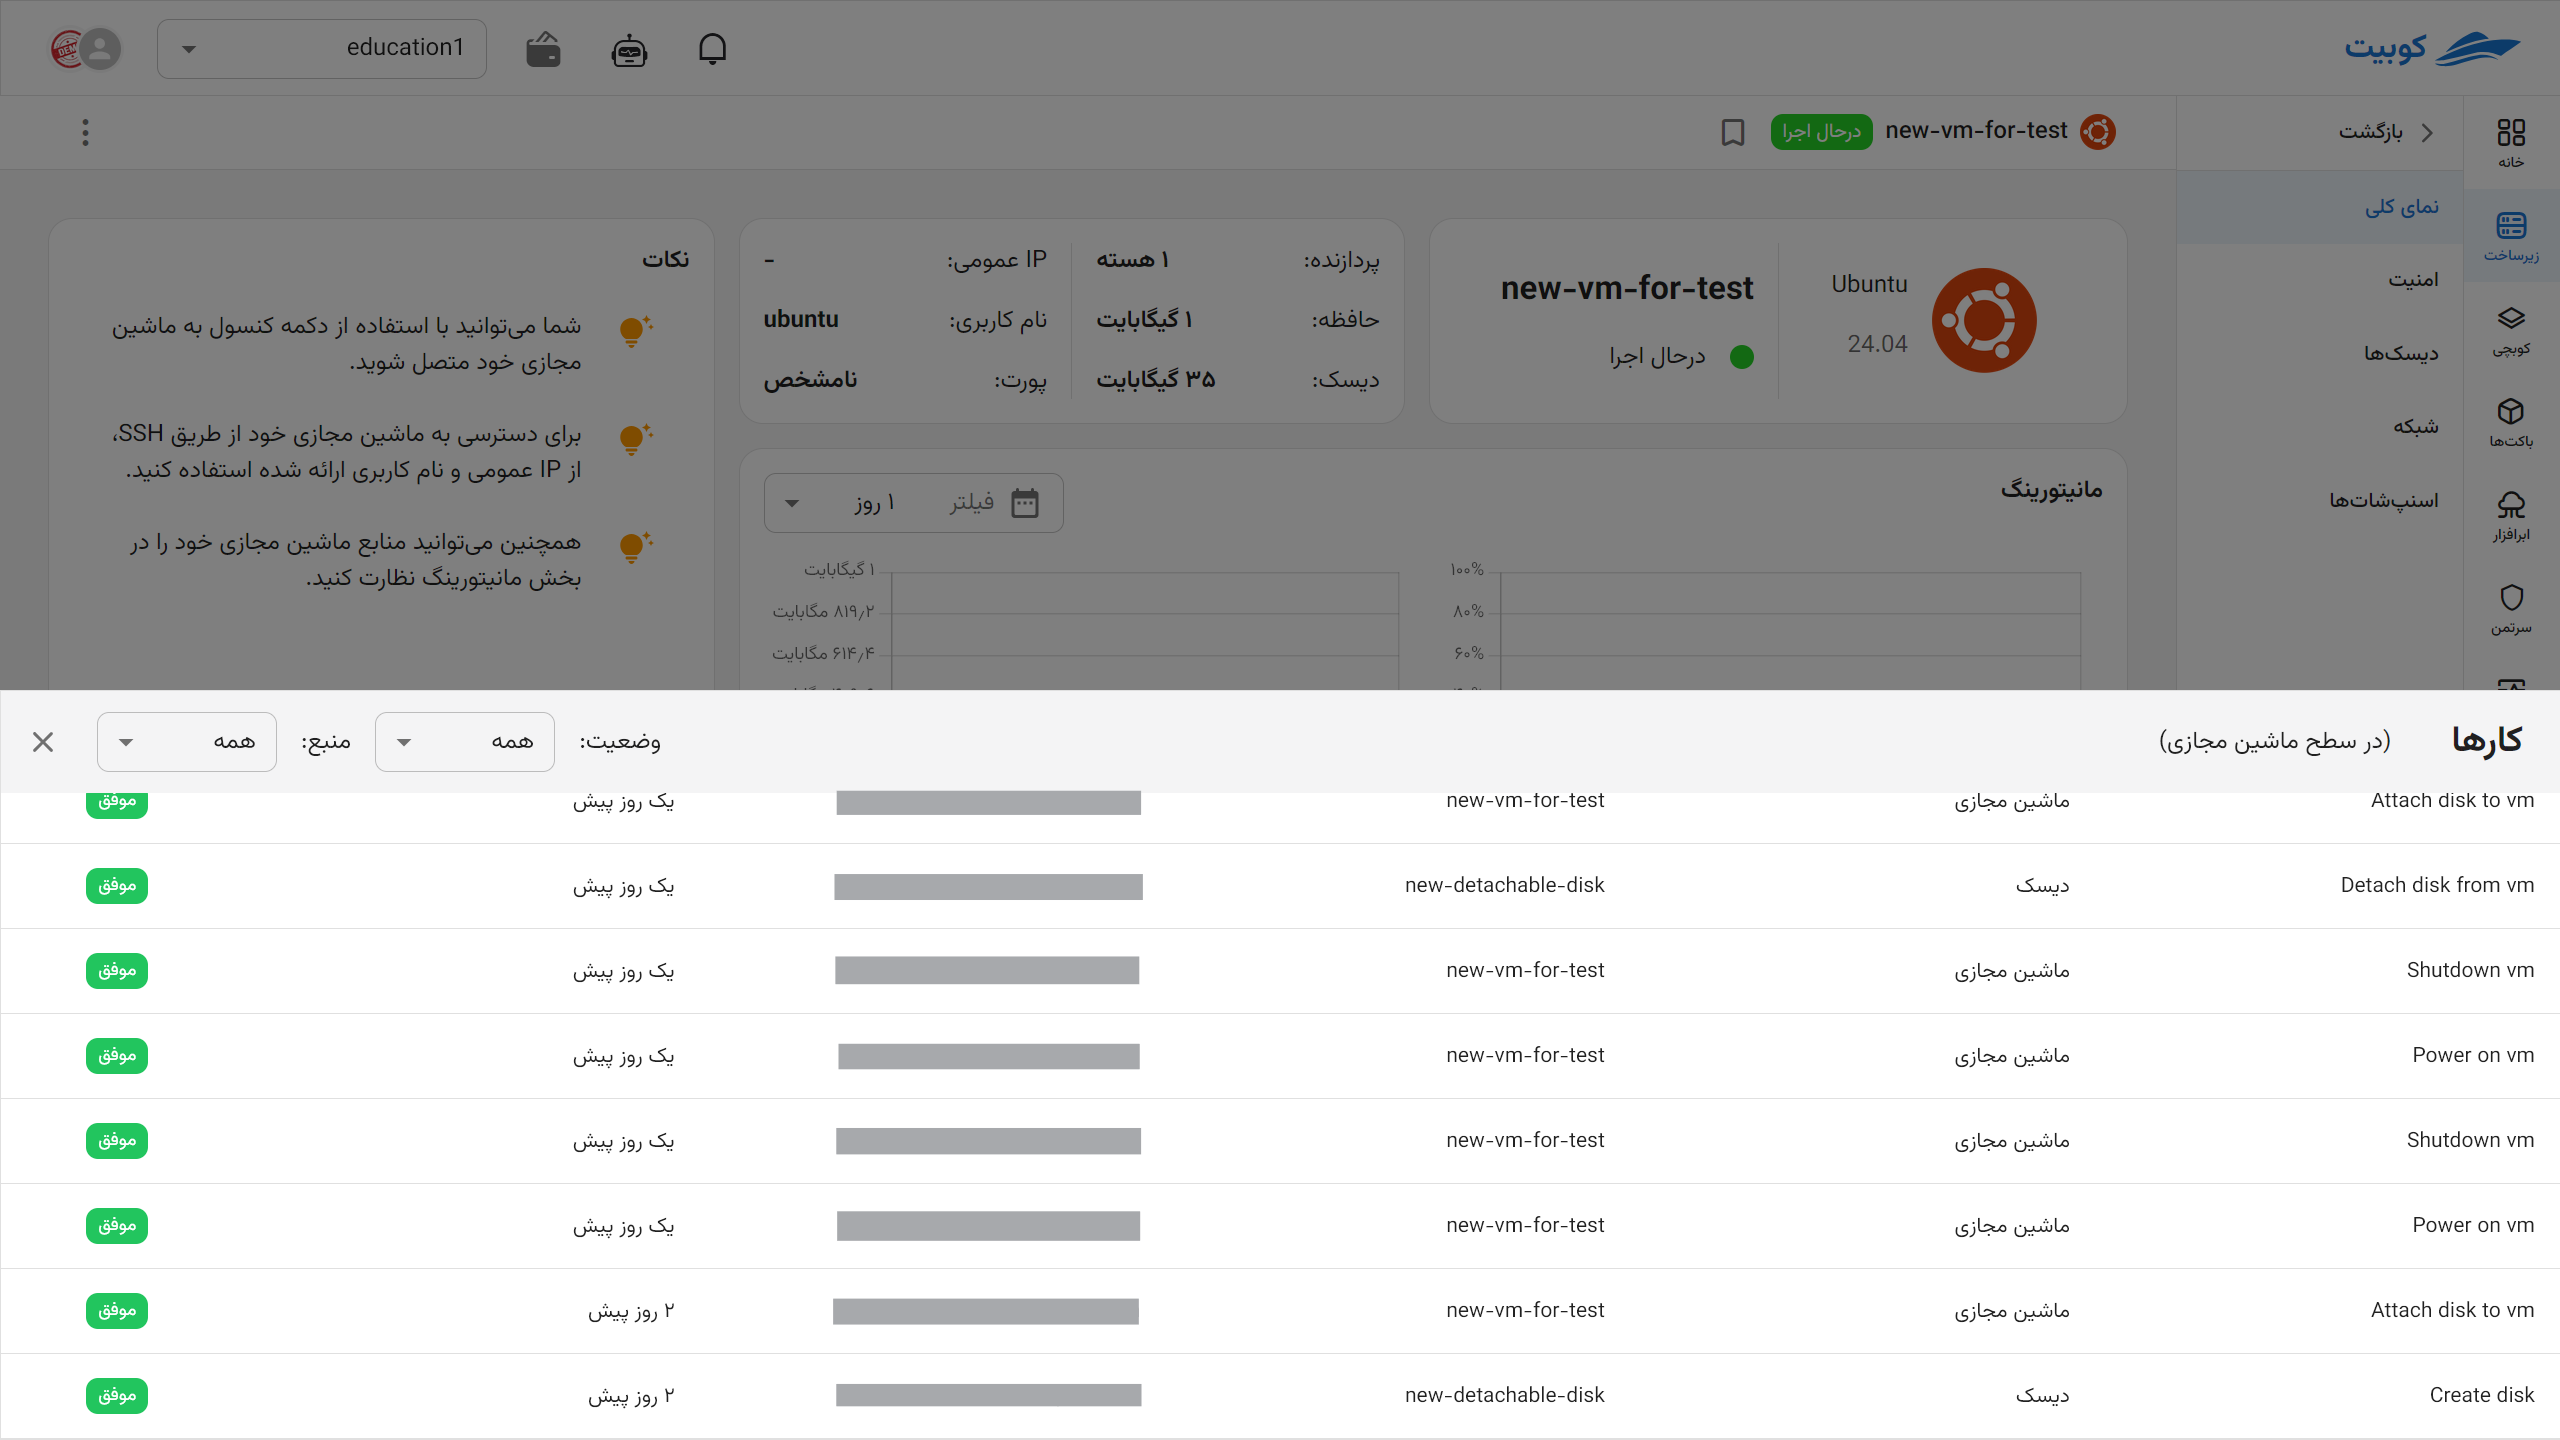 کوبیت
education1
خانه
زیرساخت
کوبچی
باکت‌ها
ابرافزار
سرتمن
بازگشت
نمای کلی
امنیت
دیسک‌ها
شبکه
اسنپ‌شات‌ها
new-vm-for-test درحال اجرا
Ubuntu
24.04
new-vm-for-test
درحال اجرا
پردازنده: ۱ هسته
حافظه: ۱ گیگابایت
دیسک: ۳۵ گیگابایت
IP عمومی: -
نام کاربری: ubuntu
پورت: نامشخص
نکات
شما می‌توانید با استفاده از دکمه کنسول به ماشین
مجازی خود متصل شوید.
برای دسترسی به ماشین مجازی خود از طریق SSH،
از IP عمومی و نام کاربری ارائه شده استفاده کنید.
همچنین می‌توانید منابع ماشین مجازی خود را در
بخش مانیتورینگ نظارت کنید.
مانیتورینگ
فیلتر ۱ روز
۱۰۰%
۸۰%
۶۰%
۱ گیگابایت
۸۱۹٫۲ مگابایت
۶۱۴٫۴ مگابایت
کارها (در سطح ماشین مجازی) وضعیت: همه منبع: همه
Attach disk to vm ماشین مجازی new-vm-for-test یک روز پیش موفق
Detach disk from vm دیسک new-detachable-disk یک روز پیش موفق
Shutdown vm ماشین مجازی new-vm-for-test یک روز پیش موفق
Power on vm ماشین مجازی new-vm-for-test یک روز پیش موفق
Shutdown vm ماشین مجازی new-vm-for-test یک روز پیش موفق
Power on vm ماشین مجازی new-vm-for-test یک روز پیش موفق
Attach disk to vm ماشین مجازی new-vm-for-test ۲ روز پیش موفق
Create disk دیسک new-detachable-disk ۲ روز پیش موفق